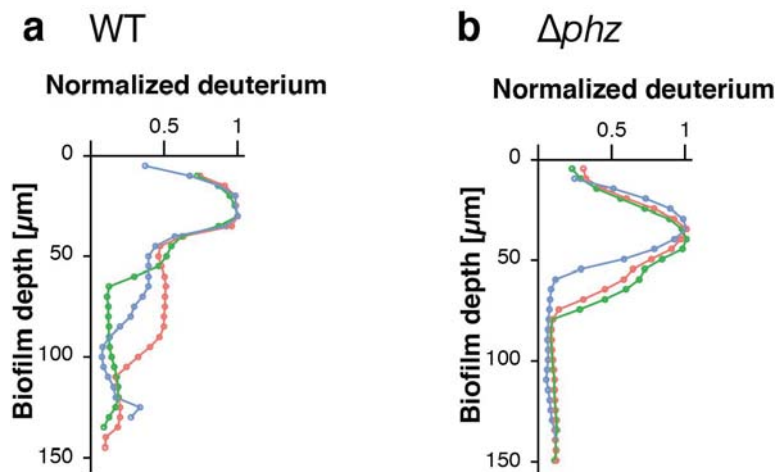 a WT
Normalized deuterium
0.5 1
0
50
100
150
Biofilm depth [µm]
b Δphz
Normalized deuterium
0.5 1
0
50
100
150
Biofilm depth [µm]